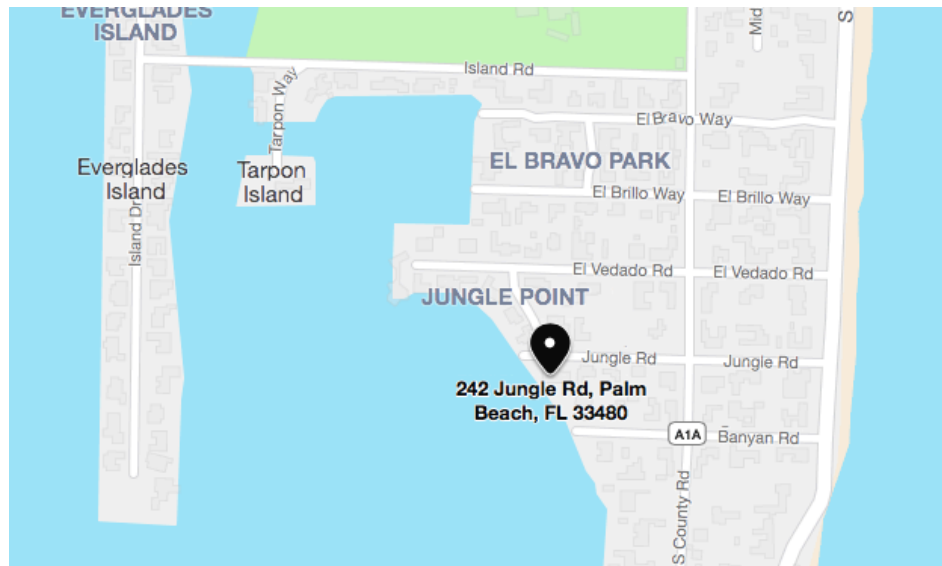 EVERGLADES
ISLAND
Mid
S
Island Rd
Tarpon Way
El Bravo Way
Everglades
Island
Tarpon
Island
EL BRAVO PARK
El Brillo Way
El Brillo Way
Island Dr
El Vedado Rd
El Vedado Rd
JUNGLE POINT
Jungle Rd
Jungle Rd
242 Jungle Rd, Palm
Beach, FL 33480
A1A
Banyan Rd
S County Rd